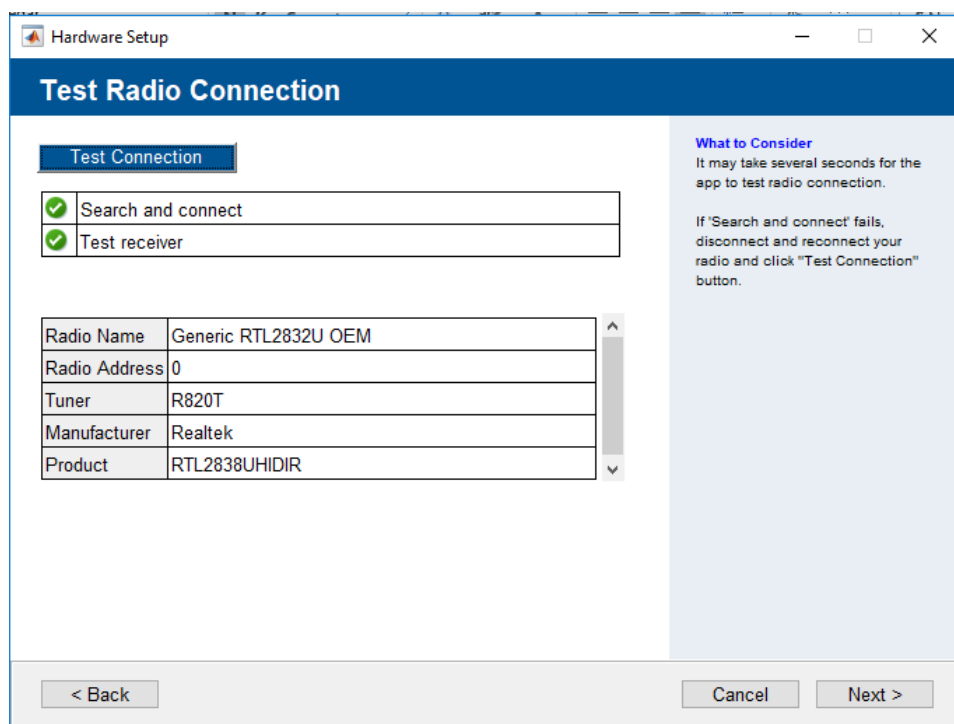 Hardware Setup
Test Radio Connection
Test Connection
Search and connect
Test receiver
Radio Name Generic RTL2832U OEM
Radio Address 0
Tuner R820T
Manufacturer Realtek
Product RTL2838UHIDIR
What to Consider
It may take several seconds for the
app to test radio connection.
If 'Search and connect' fails,
disconnect and reconnect your
radio and click "Test Connection"
button.
< Back
Cancel
Next >